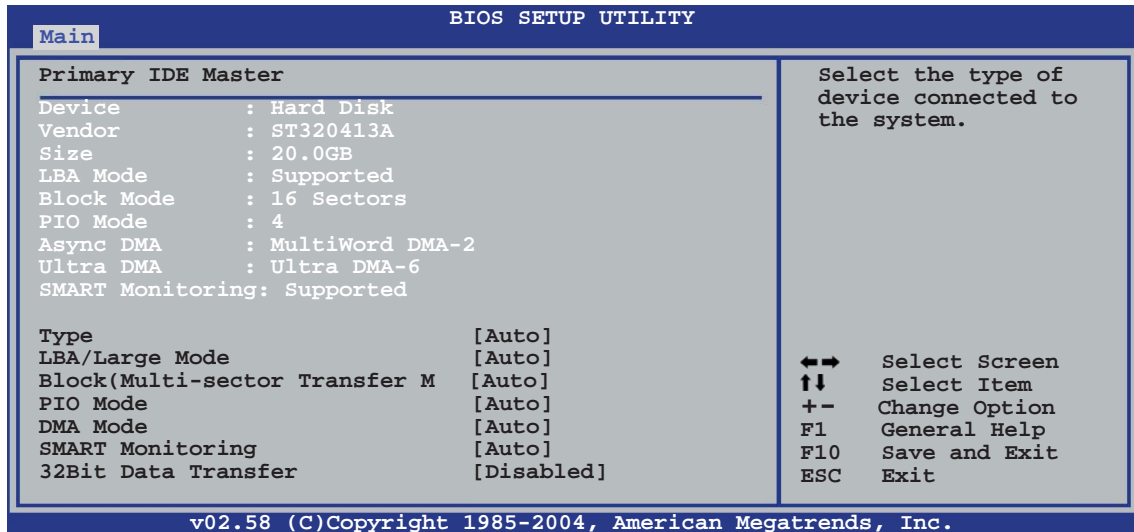 BIOS SETUP UTILITY
Main
Primary IDE Master
Device : Hard Disk
Vendor : ST320413A
Size : 20.0GB
LBA Mode : Supported
Block Mode : 16 Sectors
PIO Mode : 4
Async DMA : MultiWord DMA-2
Ultra DMA : Ultra DMA-6
SMART Monitoring: Supported
Type [Auto]
LBA/Large Mode [Auto]
Block(Multi-sector Transfer M [Auto]
PIO Mode [Auto]
DMA Mode [Auto]
SMART Monitoring [Auto]
32Bit Data Transfer [Disabled]
Select the type of
device connected to
the system.
←→ Select Screen
↑↓ Select Item
+- Change Option
F1 General Help
F10 Save and Exit
ESC Exit
v02.58 (C)Copyright 1985-2004, American Megatrends, Inc.